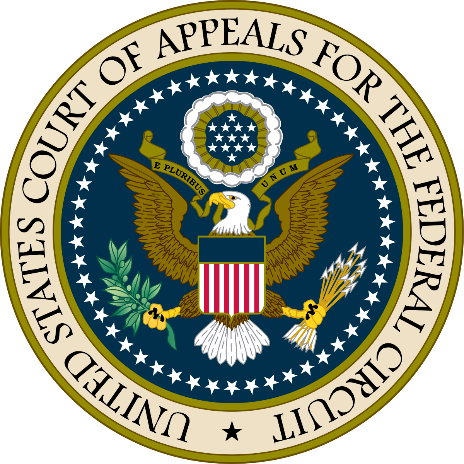 UNITED STATES COURT OF APPEALS FOR THE FEDERAL CIRCUIT
E PLURIBUS UNUM